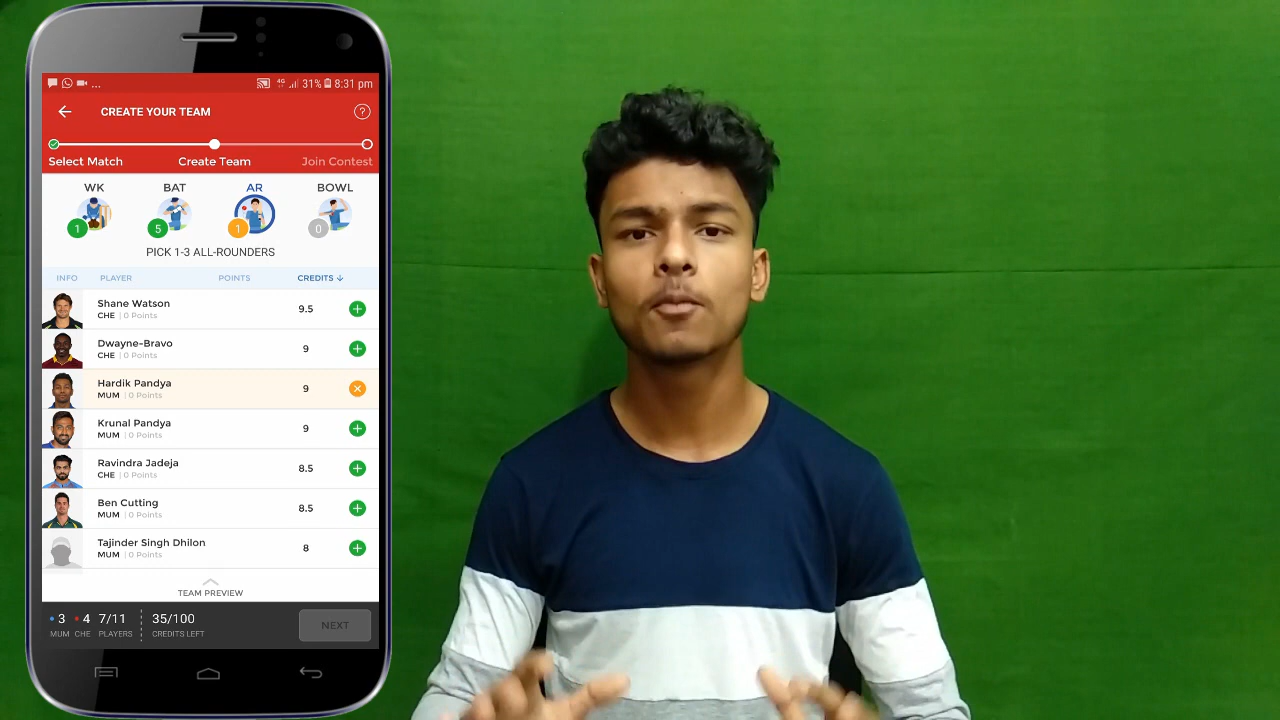 ... 4G 31% 8:31 pm
CREATE YOUR TEAM ?
Select Match Create Team Join Contest
WK BAT AR BOWL
1 5 1 0
PICK 1-3 ALL-ROUNDERS
INFO PLAYER POINTS CREDITS ↓
Shane Watson
CHE | 0 Points 9.5
Dwayne-Bravo
CHE | 0 Points 9
Hardik Pandya
MUM | 0 Points 9
Krunal Pandya
MUM | 0 Points 9
Ravindra Jadeja
CHE | 0 Points 8.5
Ben Cutting
MUM | 0 Points 8.5
Tajinder Singh Dhilon
MUM | 0 Points 8
TEAM PREVIEW
3 4 7/11 35/100
MUM CHE PLAYERS CREDITS LEFT
NEXT